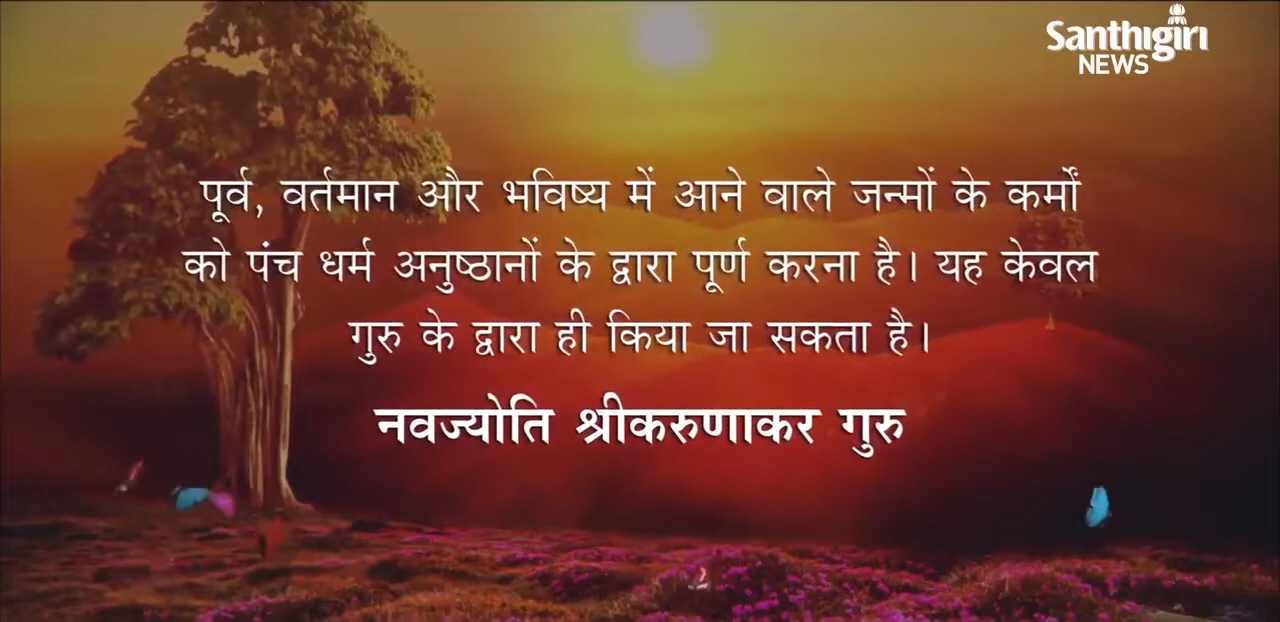 Santhigiri
NEWS
पूर्व, वर्तमान और भविष्य में आने वाले जन्मों के कर्मों
को पंच धर्म अनुष्ठानों के द्वारा पूर्ण करना है। यह केवल
गुरु के द्वारा ही किया जा सकता है।
नवज्योति श्रीकरुणाकर गुरु